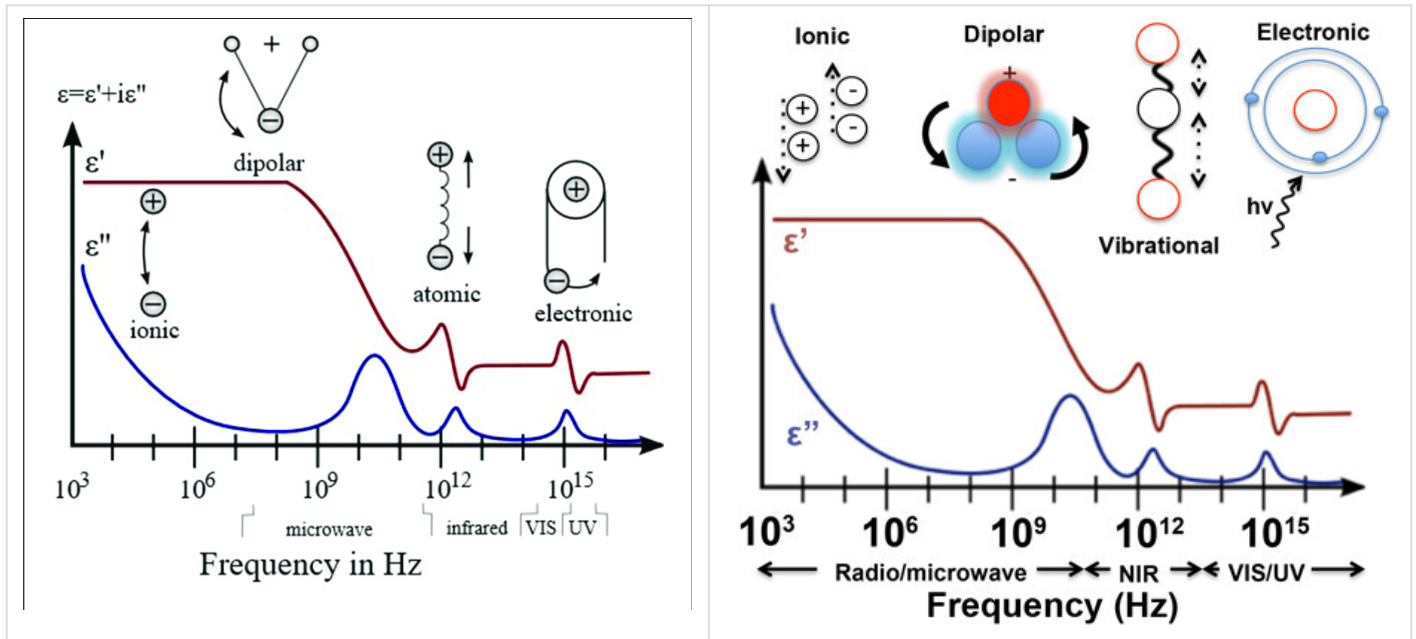 ε=ε'+iε"
+
−
dipolar
ε'
+
ε"
−
ionic
+
−
atomic
+
−
electronic
10³ 10⁶ 10⁹ 10¹² 10¹⁵
microwave infrared VIS UV
Frequency in Hz
Ionic
+
+
-
-
Dipolar
+
-
Vibrational
Electronic
hν
ε’
ε”
10³ 10⁶ 10⁹ 10¹² 10¹⁵
Radio/microwave NIR VIS/UV
Frequency (Hz)